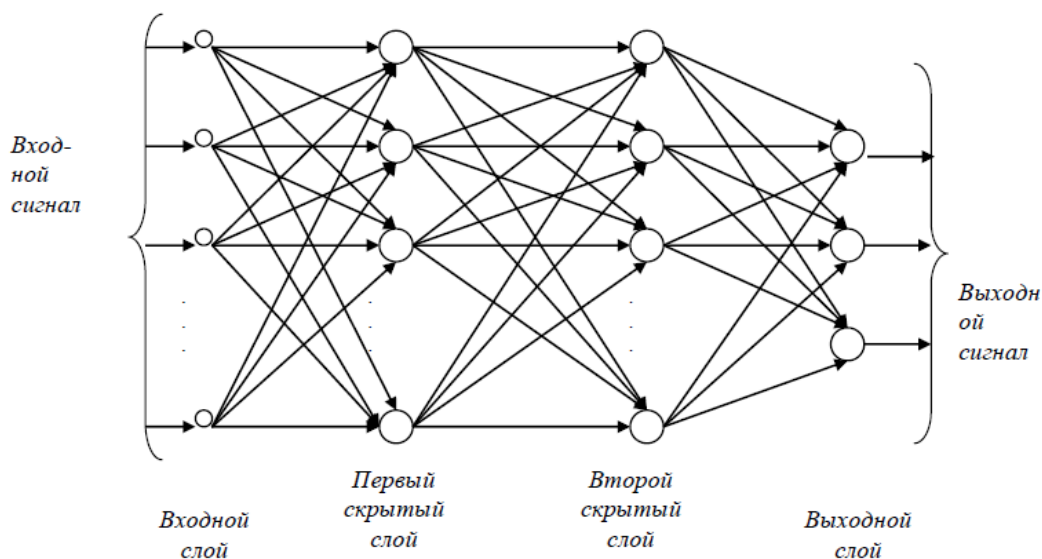 Вход-
ной
сигнал
Выходн
ой
сигнал
Первый
скрытый
слой
Второй
скрытый
слой
Входной
слой
Выходной
слой